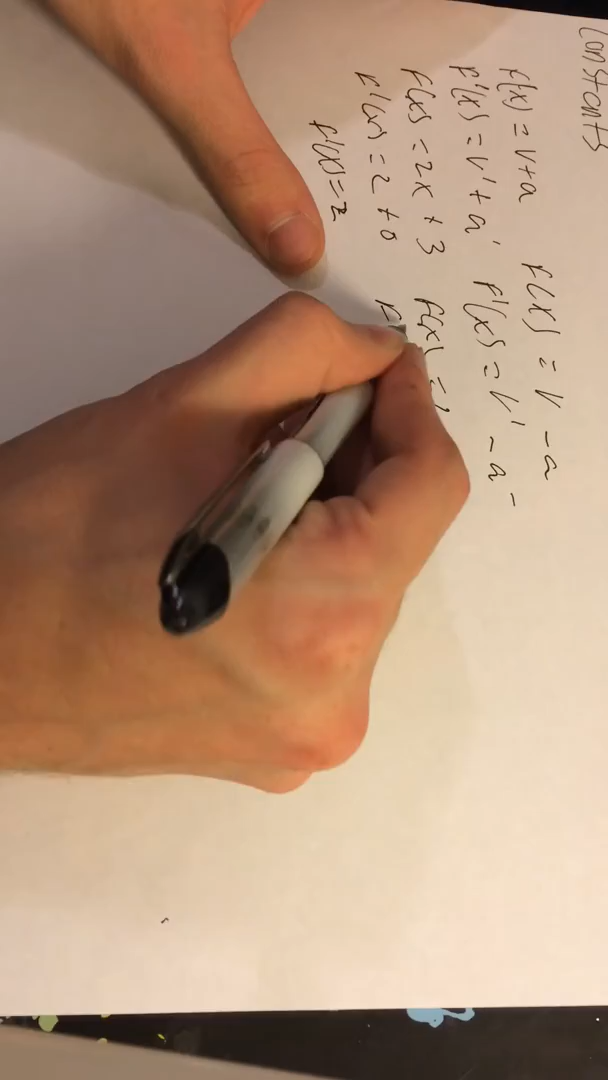 Constants
F(x) = v+a
F'(x) = v'+a'
F(x) = 2x + 3
F'(x) = 2 + 0
F'(x) = 2
F(x) = v - a
F'(x) = v' - a'
F(x) =
F